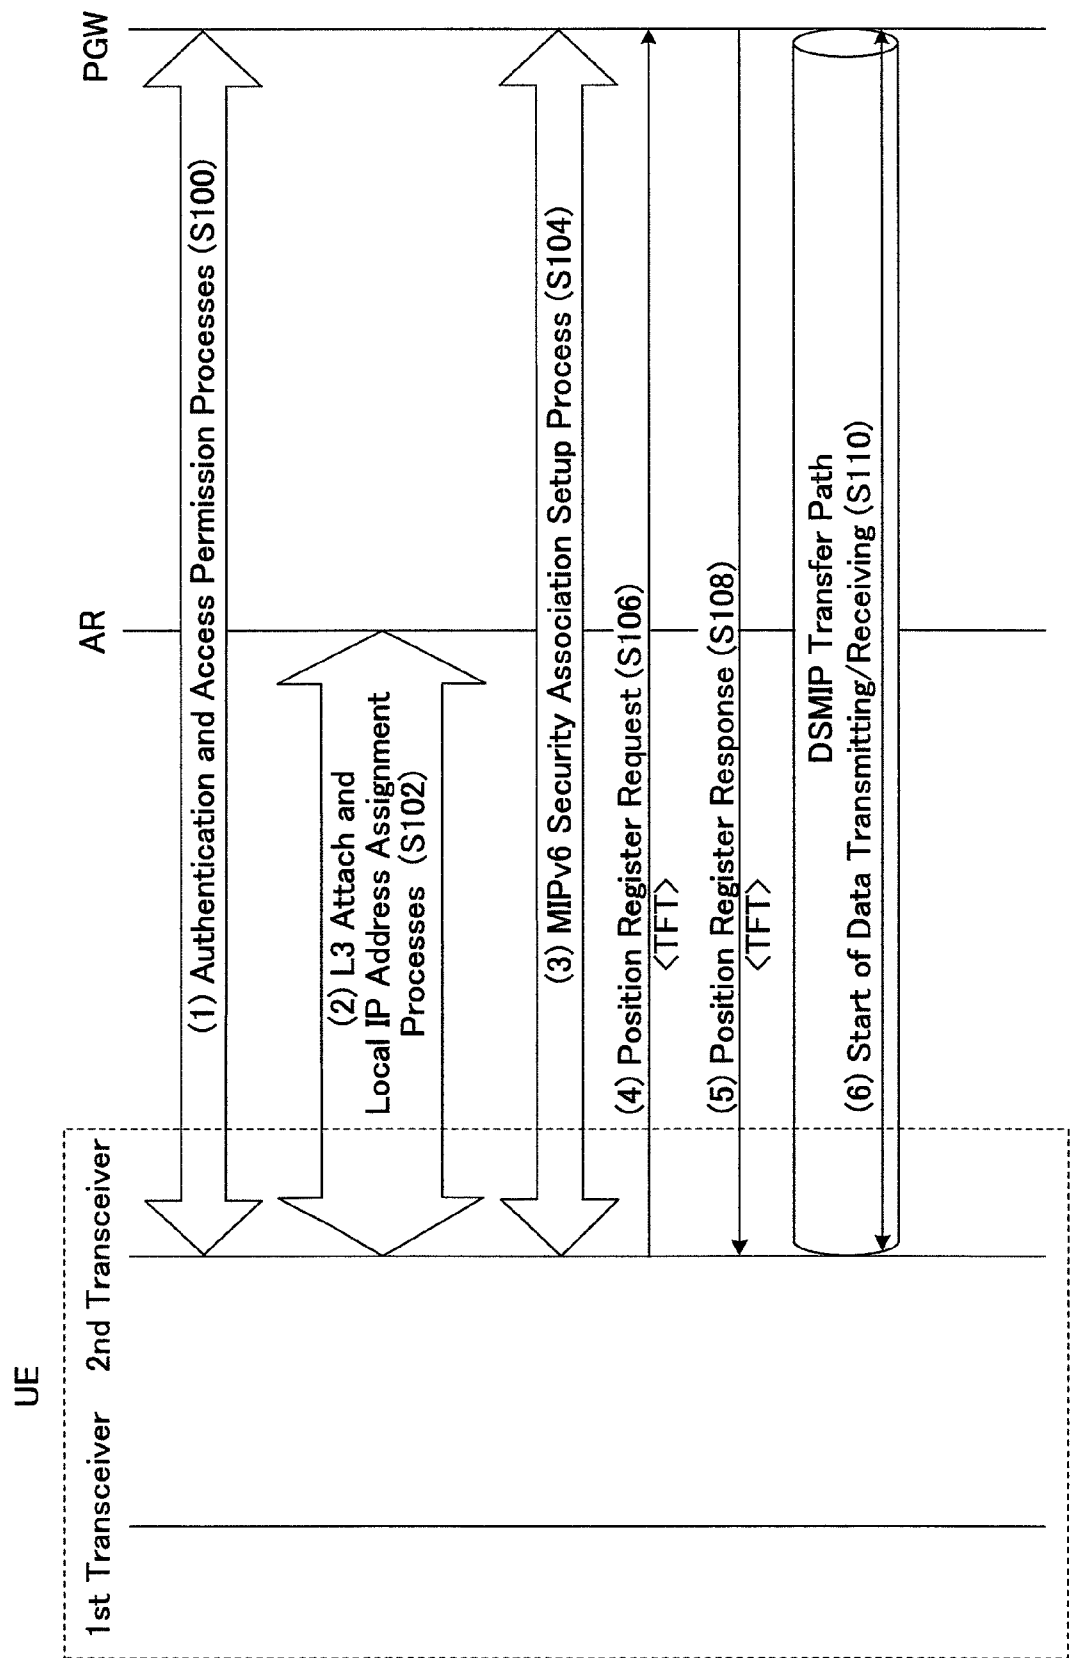 UE
1st Transceiver
2nd Transceiver
AR
PGW
(1) Authentication and Access Permission Processes (S100)
(2) L3 Attach and
Local IP Address Assignment
Processes (S102)
(3) MIPv6 Security Association Setup Process (S104)
(4) Position Register Request (S106)
<TFT>
(5) Position Register Response (S108)
<TFT>
DSMIP Transfer Path
(6) Start of Data Transmitting/Receiving (S110)